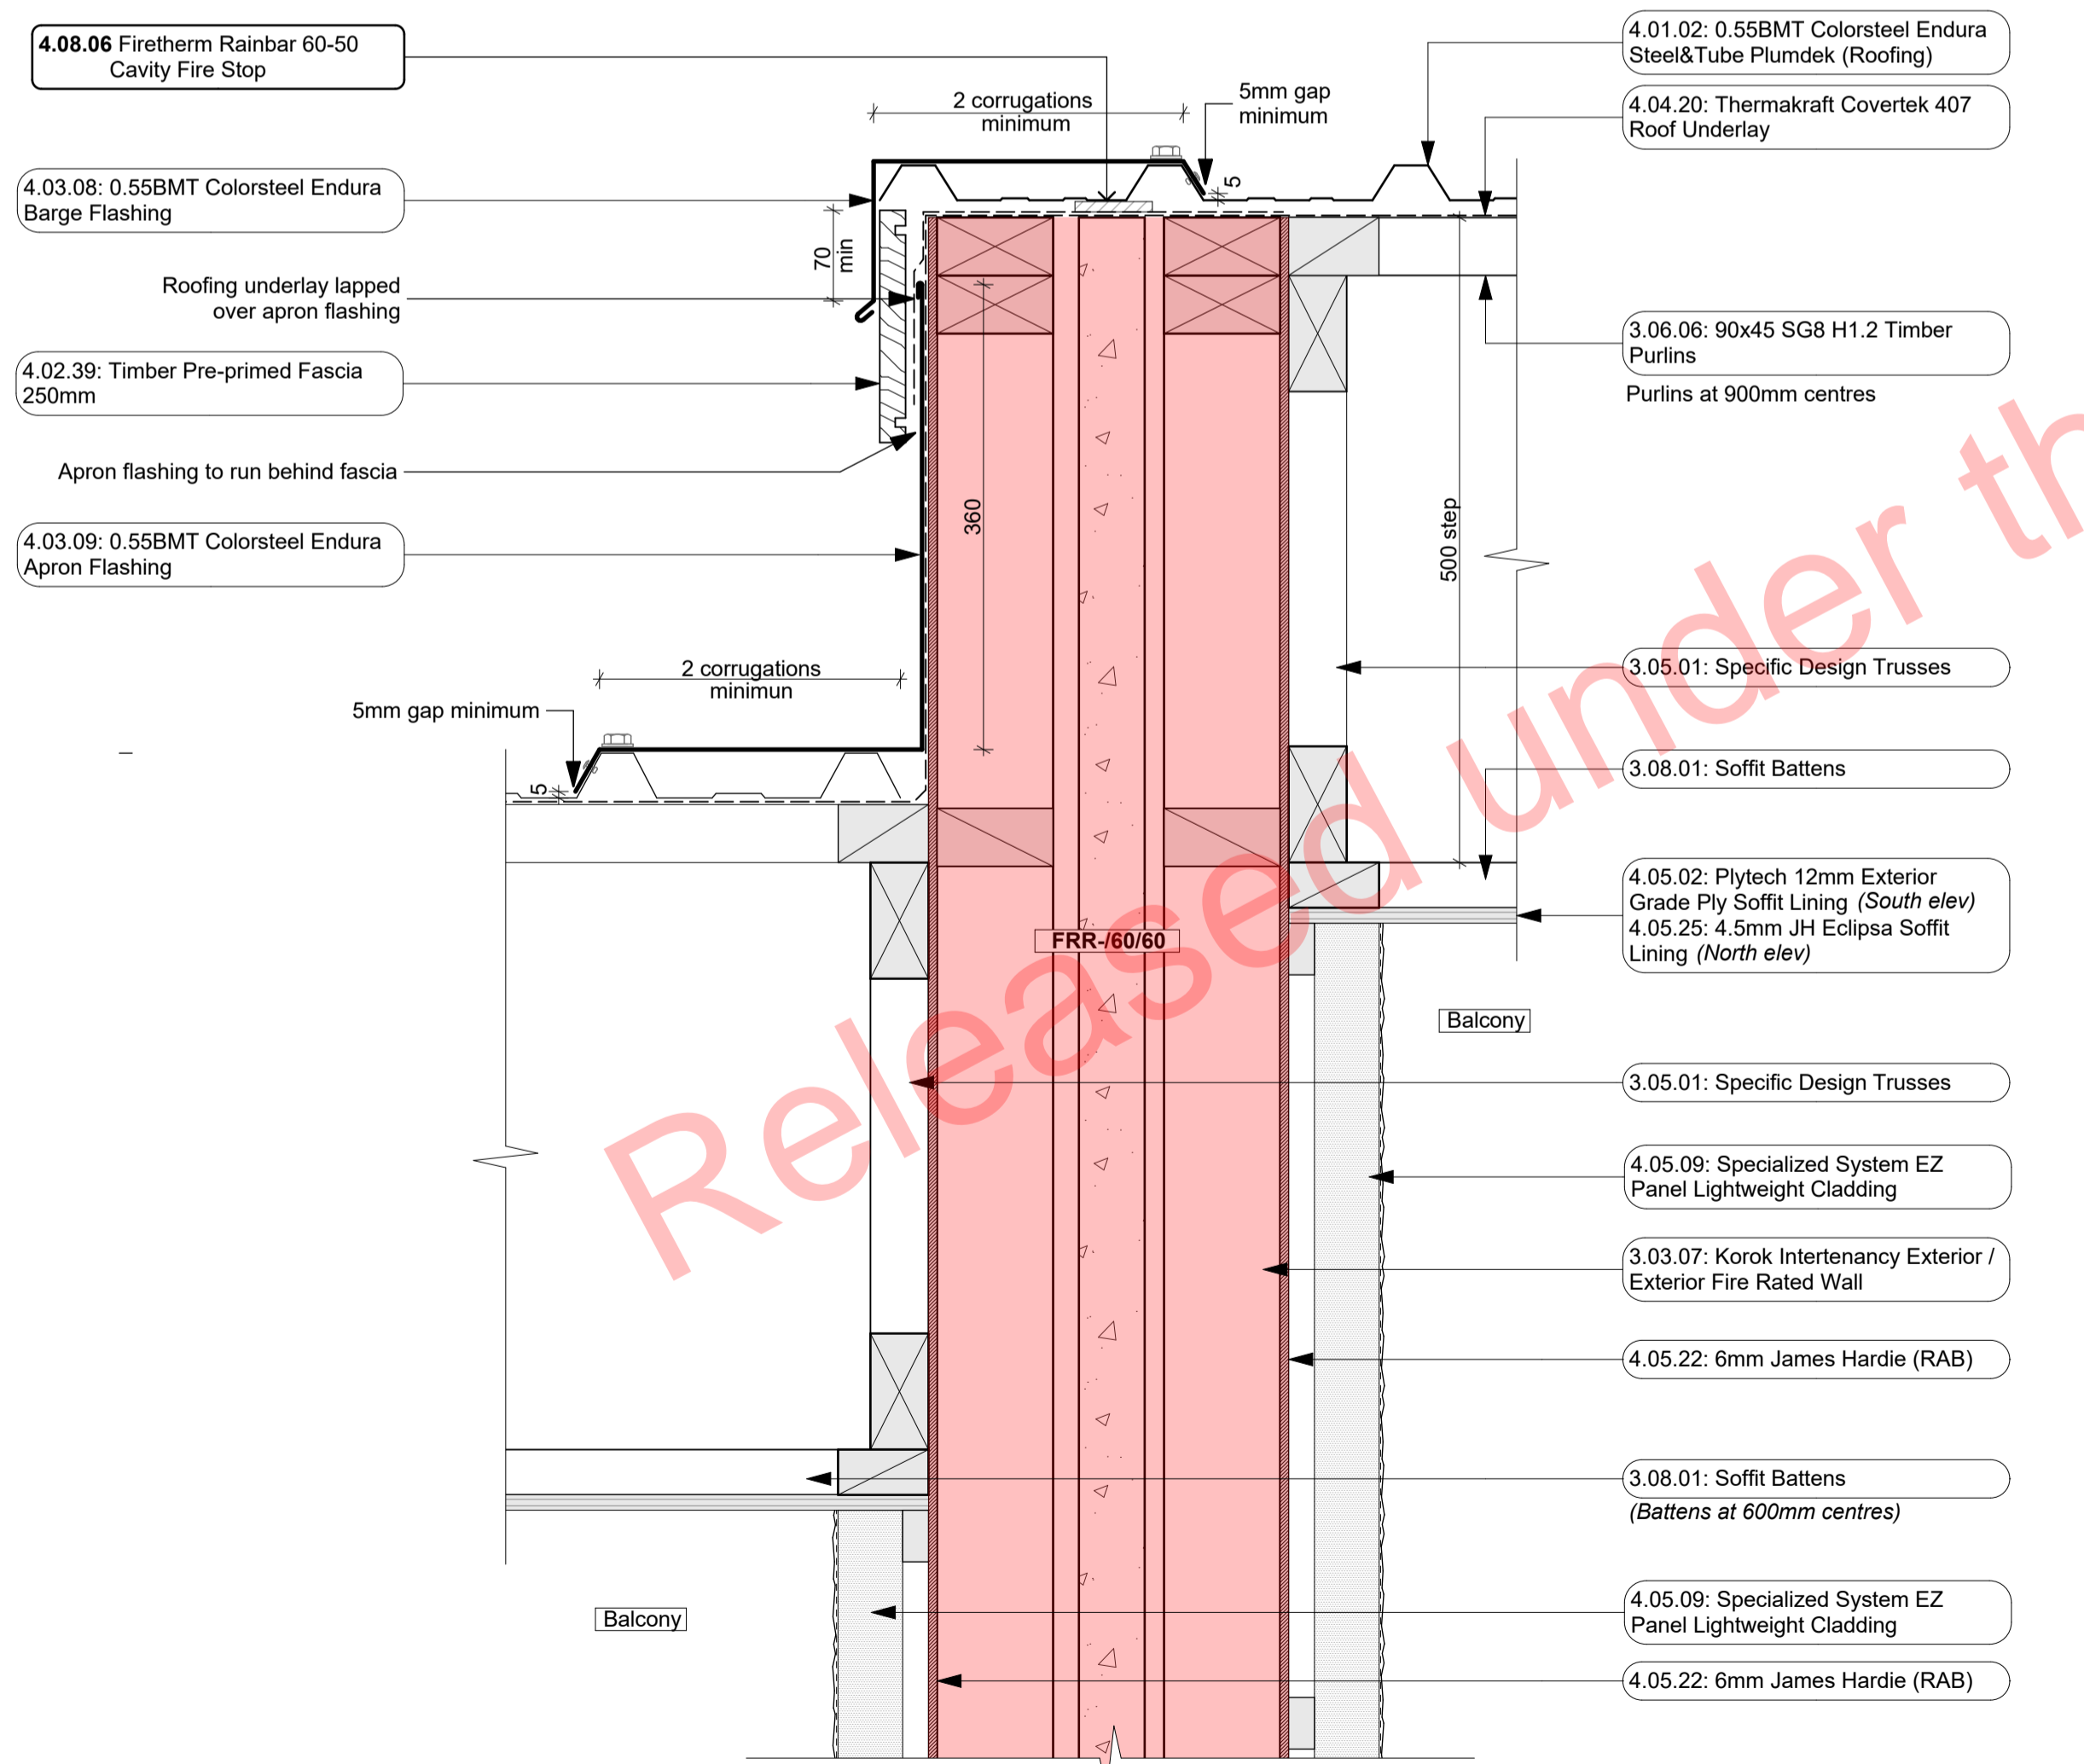 4.08.06 Firetherm Rainbar 60-50
Cavity Fire Stop
2 corrugations
minimum
5mm gap
minimum
5
4.03.08: 0.55BMT Colorsteel Endura
Barge Flashing
70
min
Roofing underlay lapped
over apron flashing
4.02.39: Timber Pre-primed Fascia
250mm
Apron flashing to run behind fascia
4.03.09: 0.55BMT Colorsteel Endura
Apron Flashing
360
500 step
2 corrugations
minimun
5mm gap minimum
5
FRR-/60/60
Balcony
Balcony
4.01.02: 0.55BMT Colorsteel Endura
Steel&Tube Plumdek (Roofing)
4.04.20: Thermakraft Covertek 407
Roof Underlay
3.06.06: 90x45 SG8 H1.2 Timber
Purlins
Purlins at 900mm centres
3.05.01: Specific Design Trusses
3.08.01: Soffit Battens
4.05.02: Plytech 12mm Exterior
Grade Ply Soffit Lining (South elev)
4.05.25: 4.5mm JH Eclipsa Soffit
Lining (North elev)
3.05.01: Specific Design Trusses
4.05.09: Specialized System EZ
Panel Lightweight Cladding
3.03.07: Korok Intertenancy Exterior /
Exterior Fire Rated Wall
4.05.22: 6mm James Hardie (RAB)
3.08.01: Soffit Battens
(Battens at 600mm centres)
4.05.09: Specialized System EZ
Panel Lightweight Cladding
4.05.22: 6mm James Hardie (RAB)
Released under th